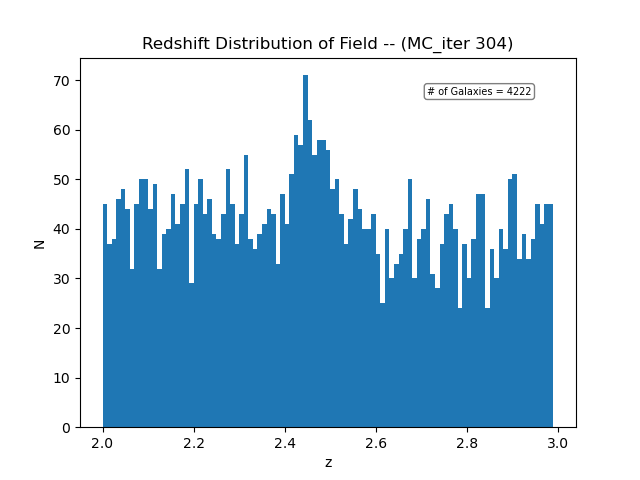 Redshift Distribution of Field -- (MC_iter 304)
# of Galaxies = 4222
70
60
50
40
30
20
10
0
N
2.0 2.2 2.4 2.6 2.8 3.0
z